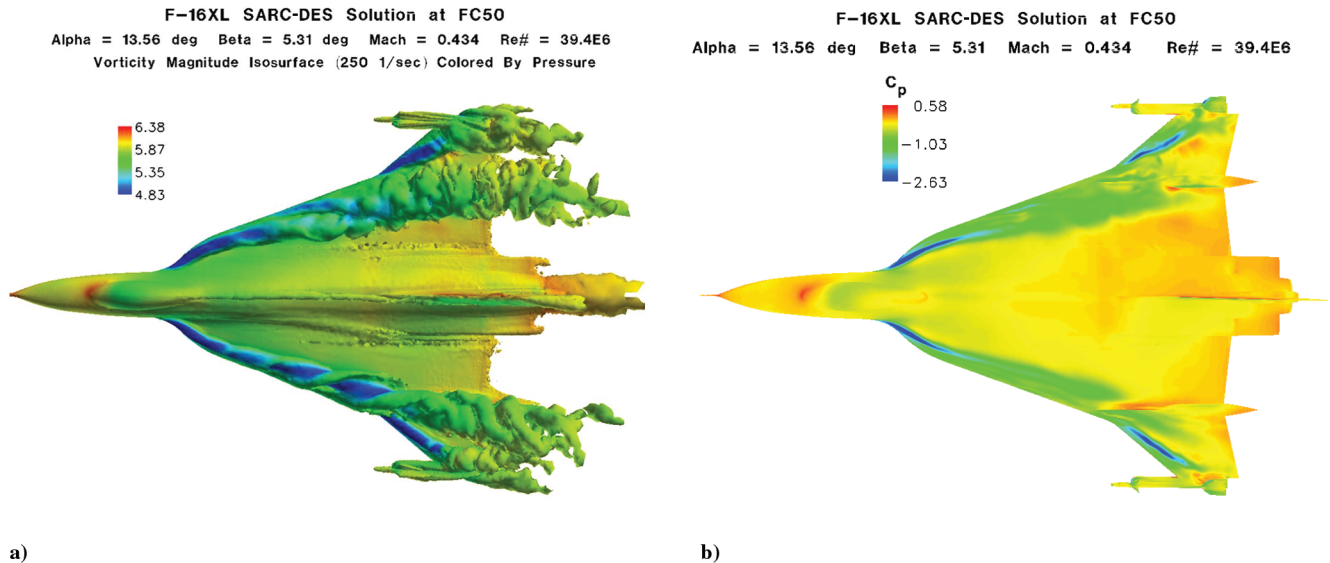 F-16XL SARC-DES Solution at FC50
Alpha = 13.56 deg Beta = 5.31 deg Mach = 0.434 Re# = 39.4E6
Vorticity Magnitude Isosurface (250 1/sec) Colored By Pressure
6.38
5.87
5.35
4.83
a)
F-16XL SARC-DES Solution at FC50
Alpha = 13.56 deg Beta = 5.31 Mach = 0.434 Re# = 39.4E6
Cp
0.58
-1.03
-2.63
b)